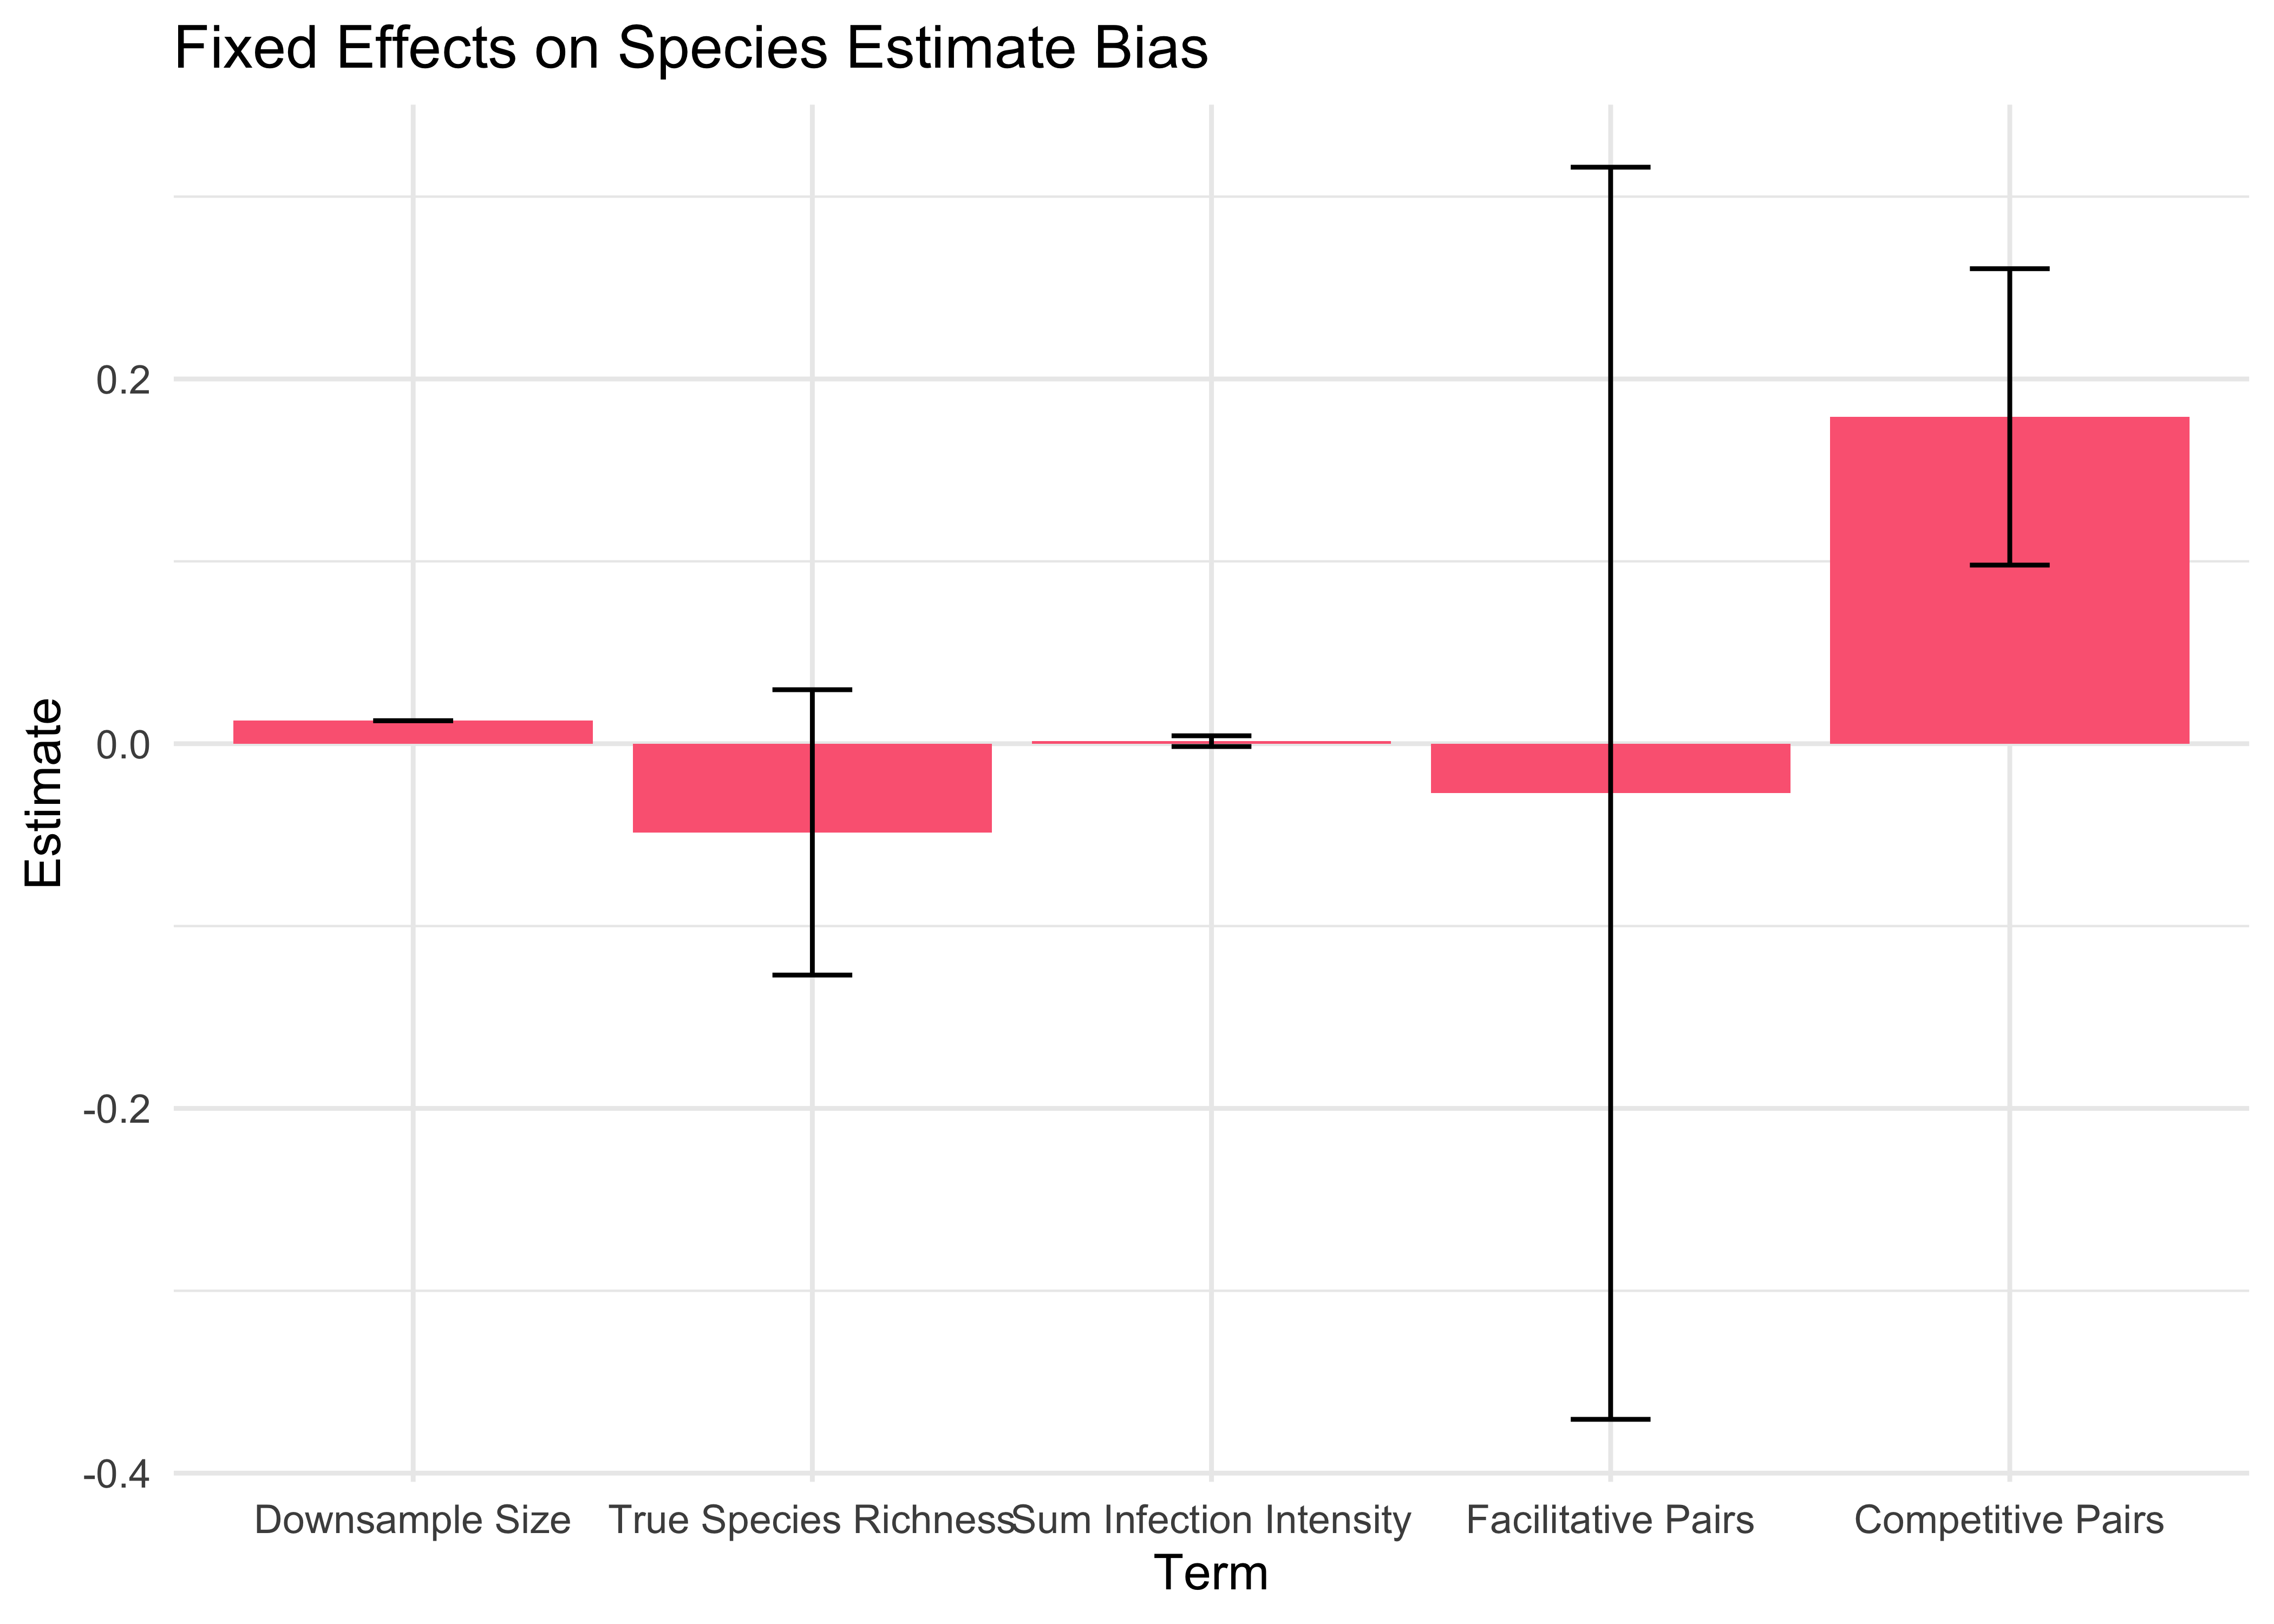 Fixed Effects on Species Estimate Bias
Estimate
0.2
0.0
-0.2
-0.4
Downsample Size
True Species Richness
Sum Infection Intensity
Facilitative Pairs
Competitive Pairs
Term